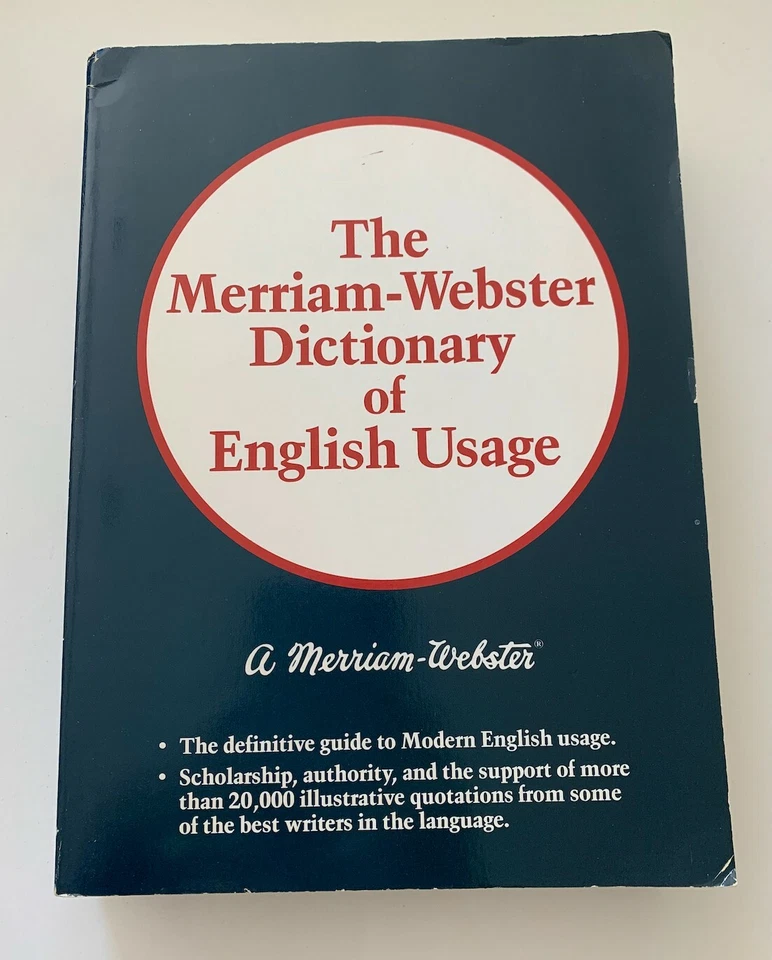 The
Merriam-Webster
Dictionary
of
English Usage
A Merriam-Webster®
• The definitive guide to Modern English usage.
• Scholarship, authority, and the support of more
than 20,000 illustrative quotations from some
of the best writers in the language.